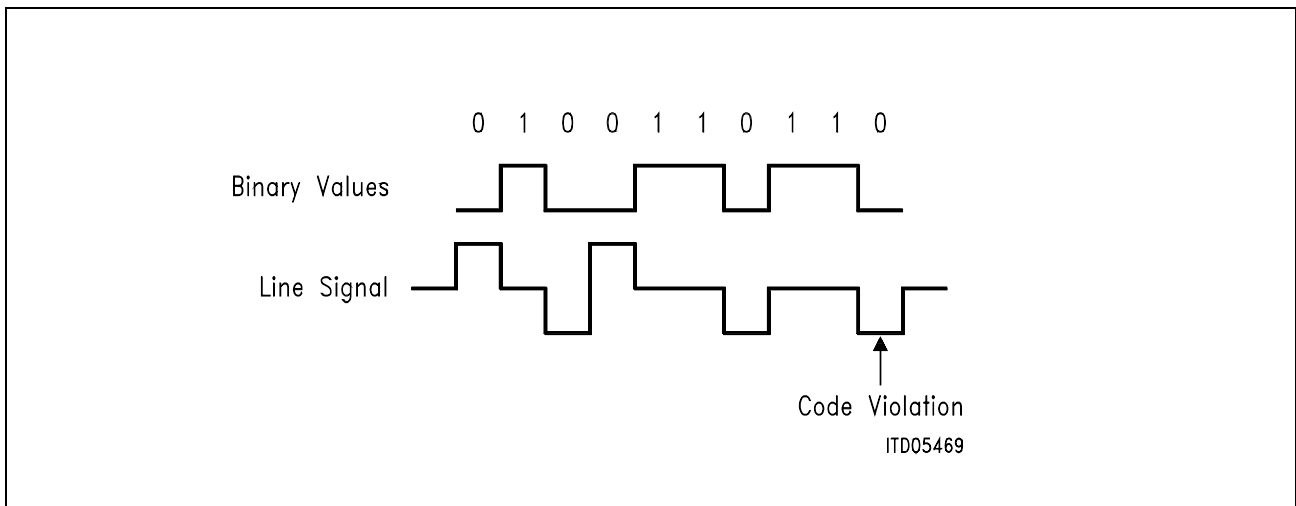 0 1 0 0 1 1 0 1 1 0
Binary Values
Line Signal
Code Violation
ITD05469